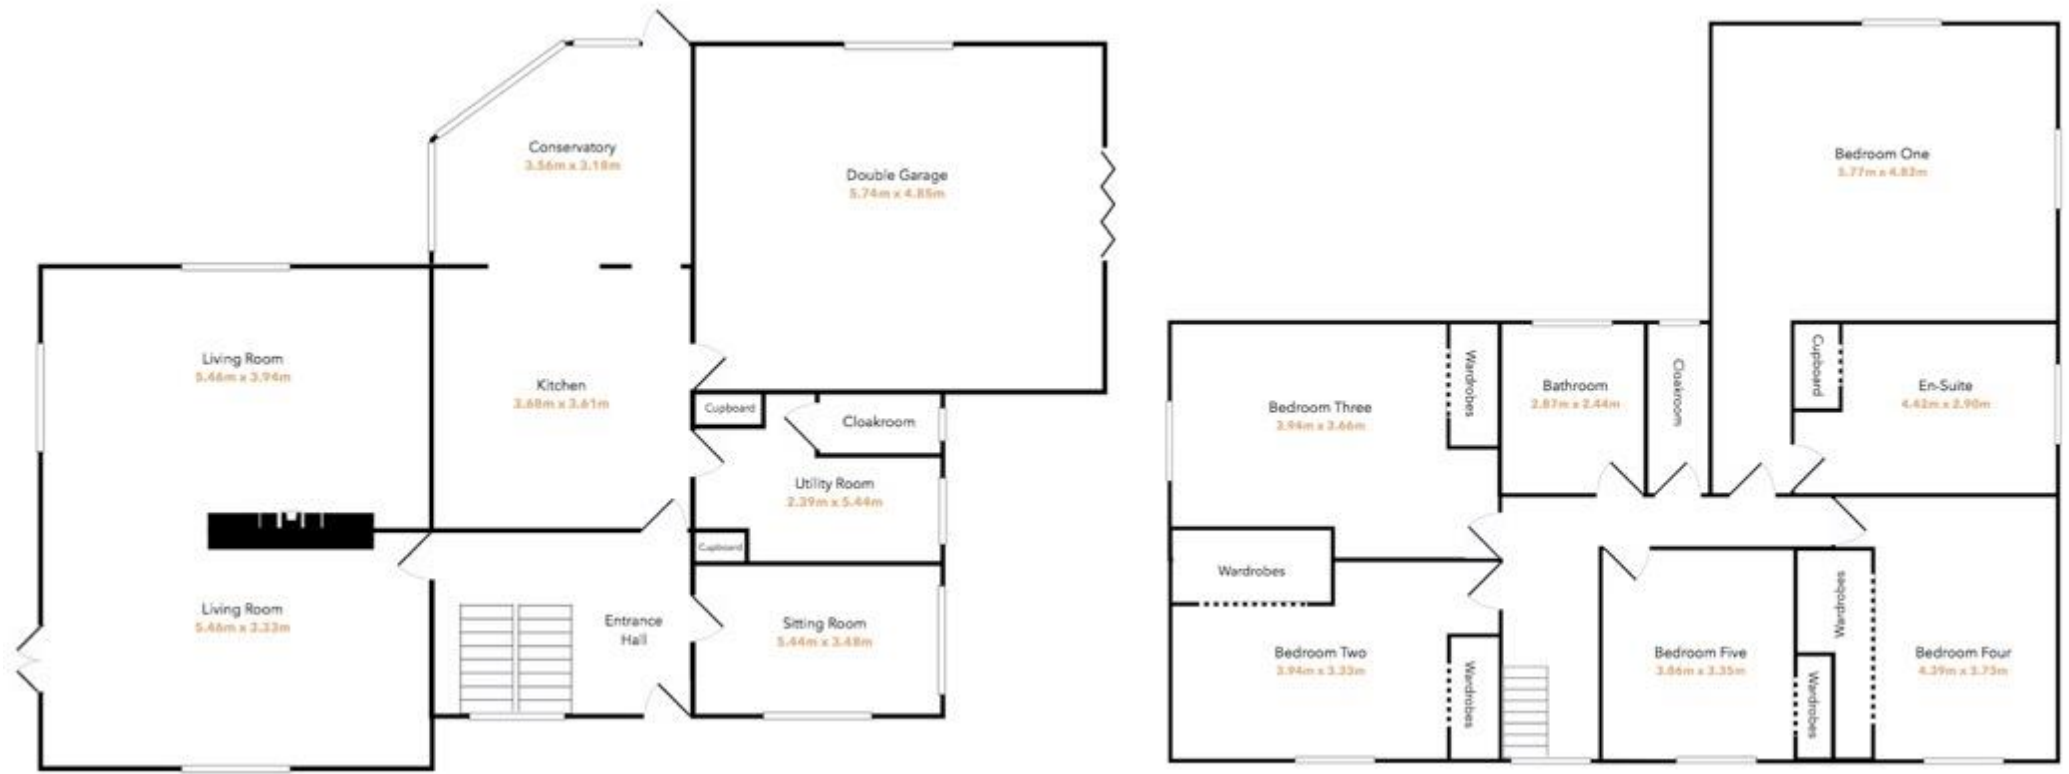 Conservatory
3.56m x 3.18m
Double Garage
5.74m x 4.85m
Living Room
5.46m x 3.94m
Kitchen
3.68m x 3.61m
Cupboard
Cloakroom
Utility Room
2.39m x 5.44m
Cupboard
Living Room
5.46m x 3.33m
Entrance
Hall
Sitting Room
5.44m x 3.48m
Bedroom One
5.77m x 4.83m
Wardrobes
Bathroom
2.87m x 2.44m
Cloakroom
Cupboard
En-Suite
4.42m x 2.90m
Bedroom Three
3.94m x 3.66m
Wardrobes
Bedroom Two
3.94m x 3.33m
Wardrobes
Bedroom Five
3.86m x 3.35m
Wardrobes
Wardrobes
Bedroom Four
4.39m x 3.73m